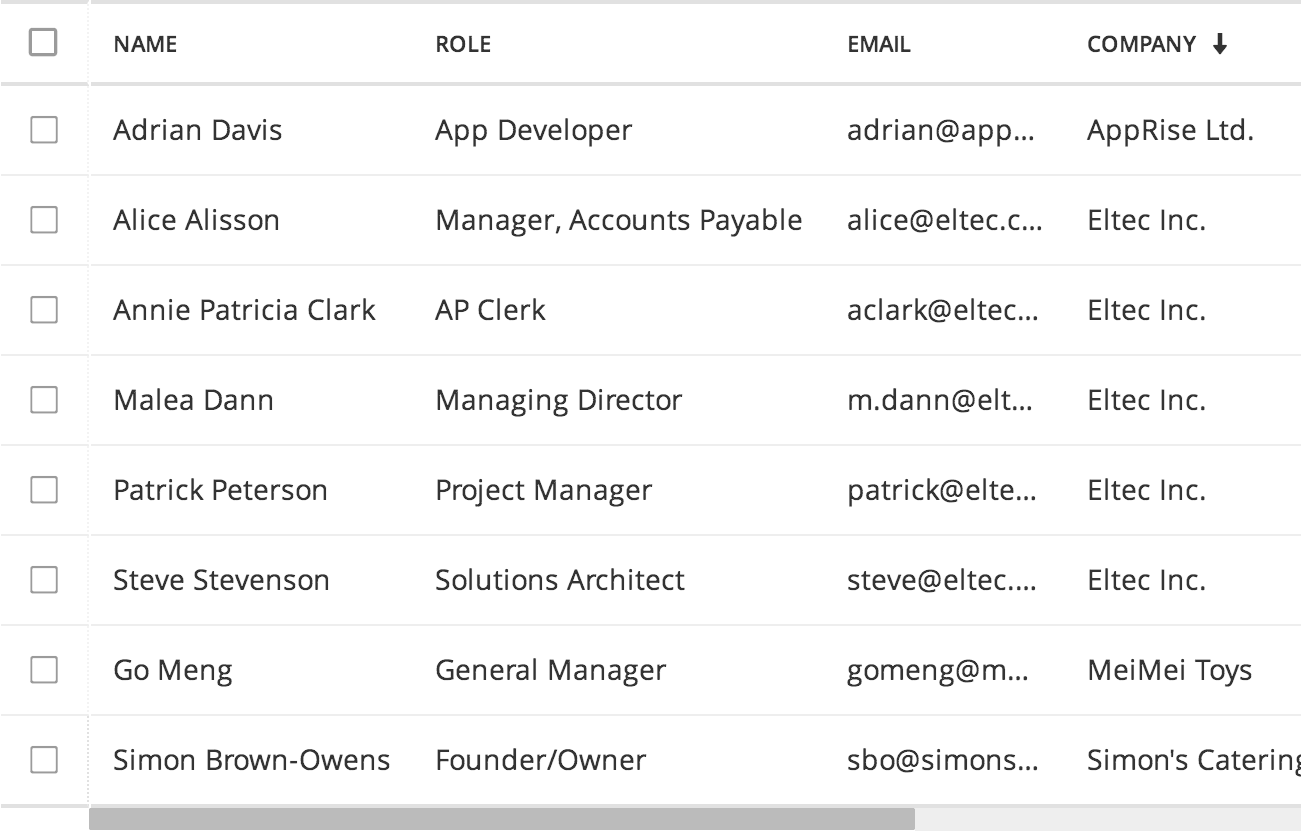 NAME ROLE EMAIL COMPANY ↓
Adrian Davis App Developer adrian@app... AppRise Ltd.
Alice Alisson Manager, Accounts Payable alice@eltec.c... Eltec Inc.
Annie Patricia Clark AP Clerk aclark@eltec... Eltec Inc.
Malea Dann Managing Director m.dann@elt... Eltec Inc.
Patrick Peterson Project Manager patrick@elte... Eltec Inc.
Steve Stevenson Solutions Architect steve@eltec.... Eltec Inc.
Go Meng General Manager gomeng@m... MeiMei Toys
Simon Brown-Owens Founder/Owner sbo@simons... Simon's Catering